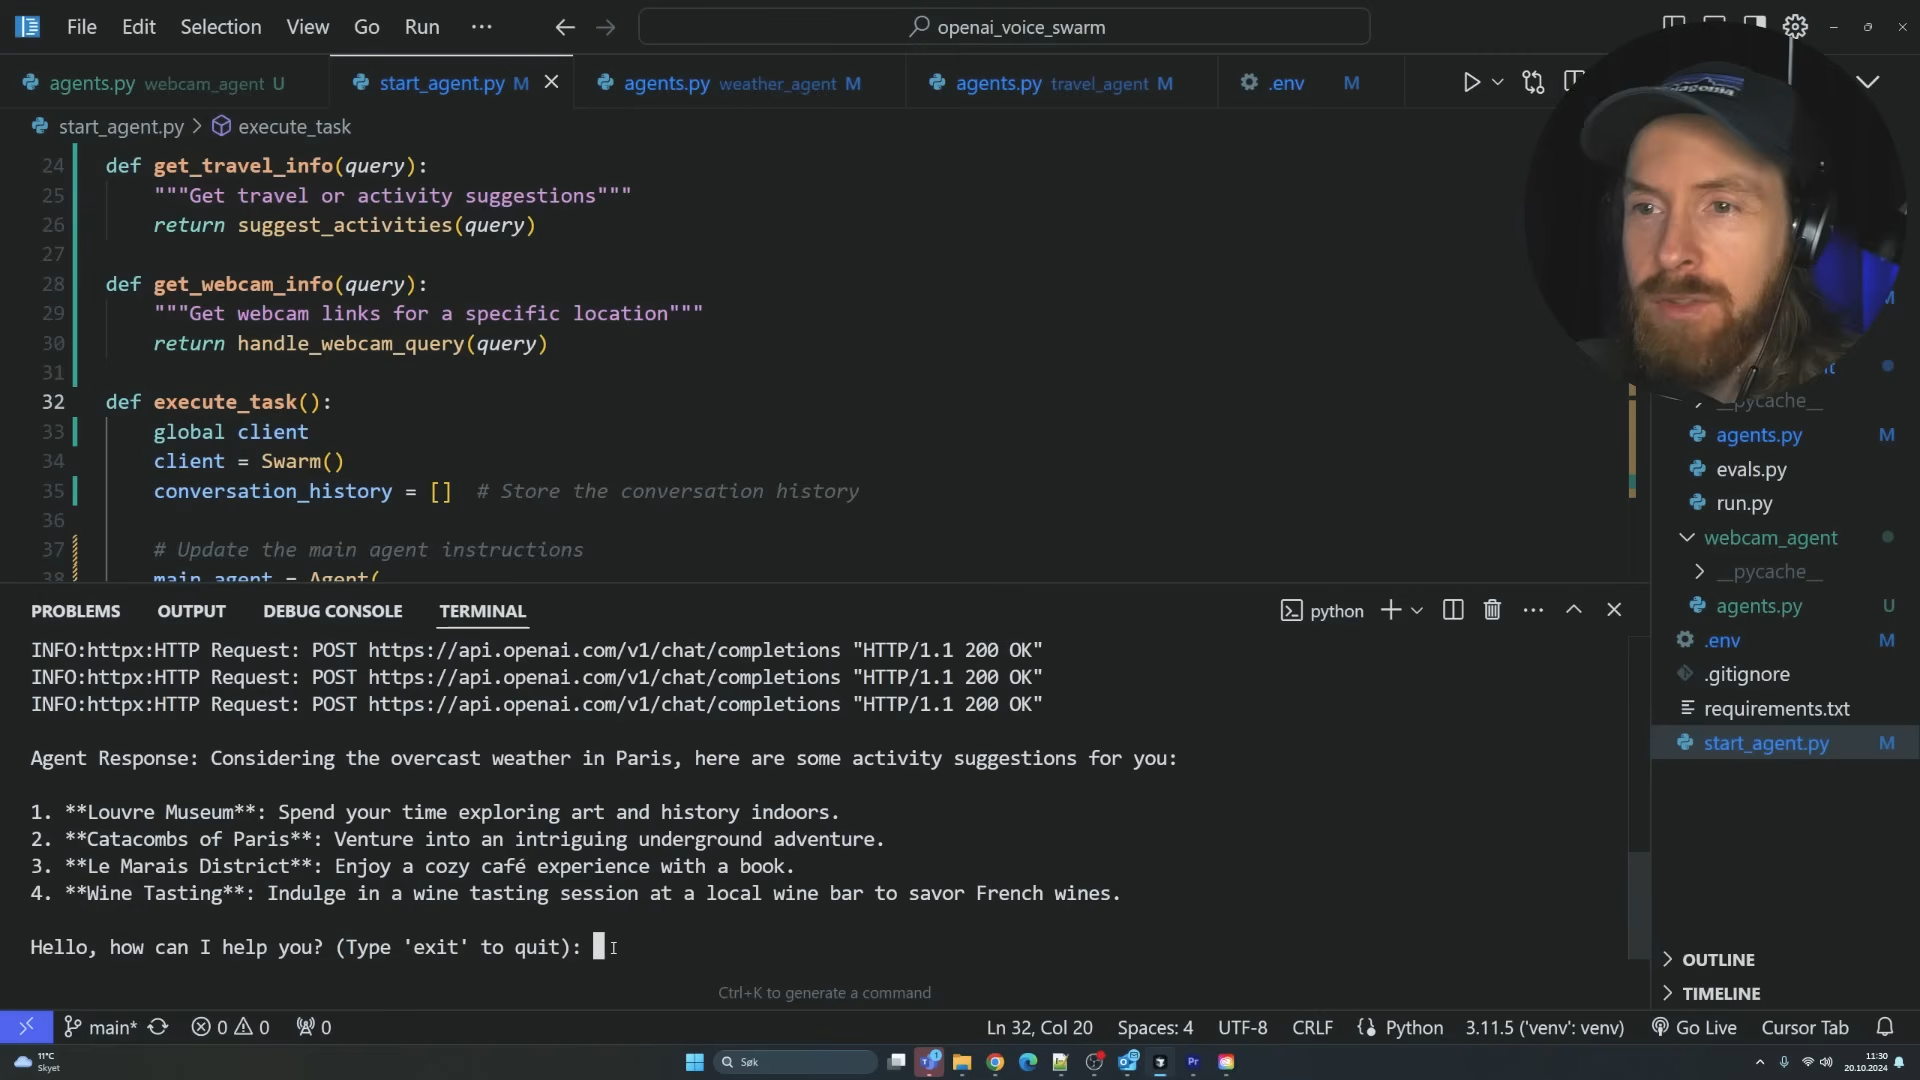 File Edit Selection View Go Run ···
openai_voice_swarm
agents.py webcam_agent U
start_agent.py M
agents.py weather_agent M
agents.py travel_agent M
.env M
start_agent.py > execute_task
24 def get_travel_info(query):
25 """Get travel or activity suggestions"""
26 return suggest_activities(query)
27
28 def get_webcam_info(query):
29 """Get webcam links for a specific location"""
30 return handle_webcam_query(query)
31
32 def execute_task():
33 global client
34 client = Swarm()
35 conversation_history = [] # Store the conversation history
36
37 # Update the main agent instructions
38 main_agent = Agent(
__pycache__
agents.py M
evals.py
run.py
webcam_agent
__pycache__
agents.py U
.env M
.gitignore
requirements.txt
start_agent.py M
OUTLINE
TIMELINE
PROBLEMS OUTPUT DEBUG CONSOLE TERMINAL
python
INFO:httpx:HTTP Request: POST https://api.openai.com/v1/chat/completions "HTTP/1.1 200 OK"
INFO:httpx:HTTP Request: POST https://api.openai.com/v1/chat/completions "HTTP/1.1 200 OK"
INFO:httpx:HTTP Request: POST https://api.openai.com/v1/chat/completions "HTTP/1.1 200 OK"
Agent Response: Considering the overcast weather in Paris, here are some activity suggestions for you:
1. **Louvre Museum**: Spend your time exploring art and history indoors.
2. **Catacombs of Paris**: Venture into an intriguing underground adventure.
3. **Le Marais District**: Enjoy a cozy café experience with a book.
4. **Wine Tasting**: Indulge in a wine tasting session at a local wine bar to savor French wines.
Hello, how can I help you? (Type 'exit' to quit):
Ctrl+K to generate a command
main* 0 0 0
Ln 32, Col 20 Spaces: 4 UTF-8 CRLF Python 3.11.5 ('venv': venv) Go Live Cursor Tab
11°C
Skyet
Søk
11:30
20.10.2024